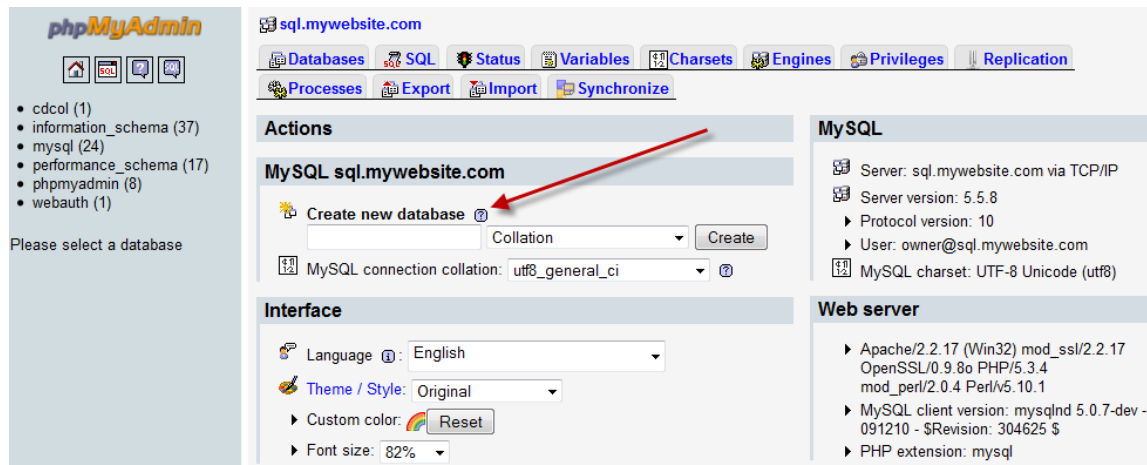 phpMyAdmin
cdcol (1)
information_schema (37)
mysql (24)
performance_schema (17)
phpmyadmin (8)
webauth (1)
Please select a database
sql.mywebsite.com
Databases SQL Status Variables Charsets Engines Privileges Replication
Processes Export Import Synchronize
Actions
MySQL sql.mywebsite.com
Create new database
Collation Create
MySQL connection collation: utf8_general_ci
Interface
Language : English
Theme / Style: Original
Custom color: Reset
Font size: 82%
MySQL
Server: sql.mywebsite.com via TCP/IP
Server version: 5.5.8
Protocol version: 10
User: owner@sql.mywebsite.com
MySQL charset: UTF-8 Unicode (utf8)
Web server
Apache/2.2.17 (Win32) mod_ssl/2.2.17
OpenSSL/0.9.8o PHP/5.3.4
mod_perl/2.0.4 Perl/v5.10.1
MySQL client version: mysqlnd 5.0.7-dev -
091210 - $Revision: 304625 $
PHP extension: mysql